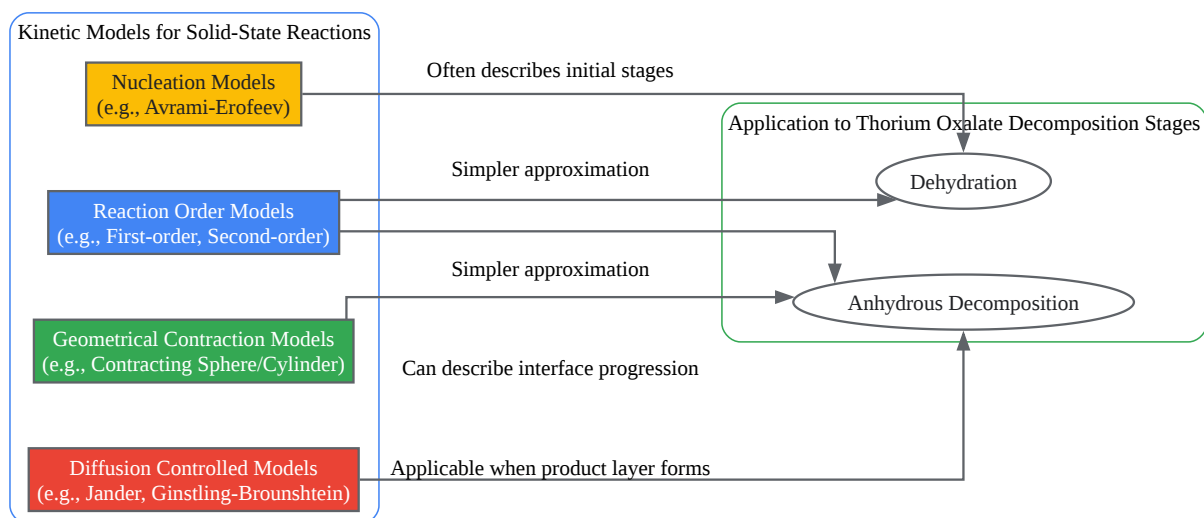 Kinetic Models for Solid-State Reactions
Nucleation Models
(e.g., Avrami-Erofeev)
Often describes initial stages
Application to Thorium Oxalate Decomposition Stages
Simpler approximation
Dehydration
Reaction Order Models
(e.g., First-order, Second-order)
Simpler approximation
Anhydrous Decomposition
Geometrical Contraction Models
(e.g., Contracting Sphere/Cylinder)
Can describe interface progression
Diffusion Controlled Models
(e.g., Jander, Ginstling-Brounshtein)
Applicable when product layer forms